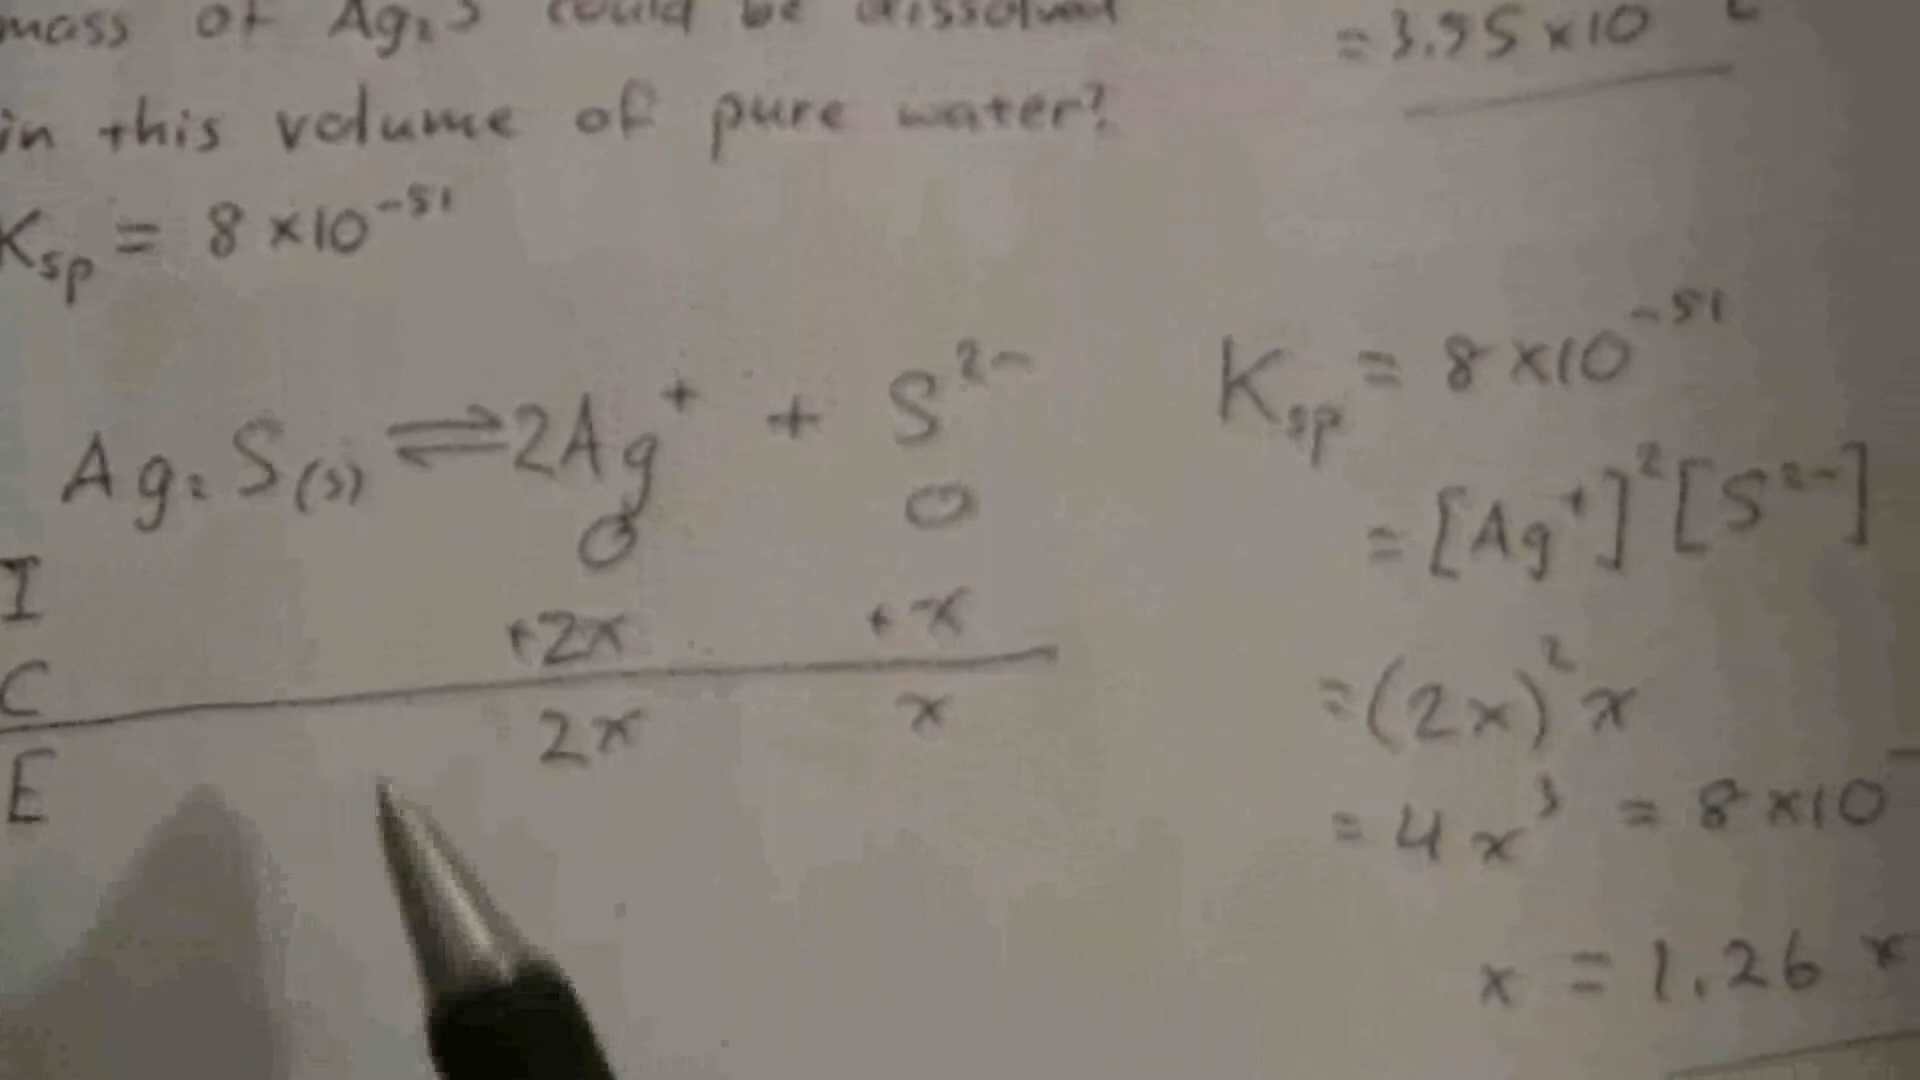 mass of Ag₂S could be dissolved
in this volume of pure water?
Ksp = 8 ×10⁻⁵¹
Ag₂S(s) ⇌ 2Ag⁺ + S²⁻
I 0 0
C +2x +x
E 2x x
= 3.95 ×10
Ksp = 8 ×10⁻⁵¹
= [Ag⁺]²[S²⁻]
= (2x)²x
= 4x³ = 8 ×10⁻
x = 1.26 ×